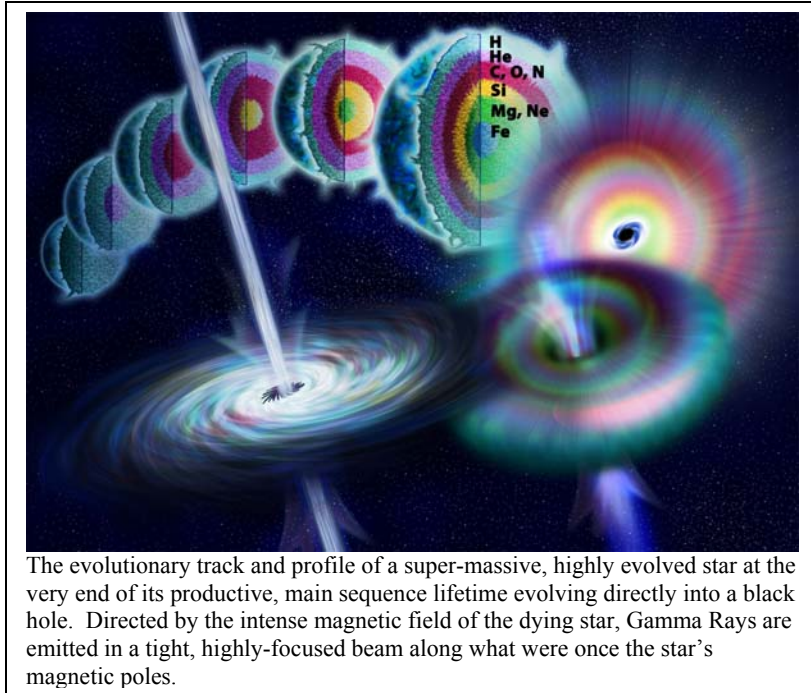 H
He
C, O, N
Si
Mg, Ne
Fe
The evolutionary track and profile of a super-massive, highly evolved star at the
very end of its productive, main sequence lifetime evolving directly into a black
hole.  Directed by the intense magnetic field of the dying star, Gamma Rays are
emitted in a tight, highly-focused beam along what were once the star’s
magnetic poles.